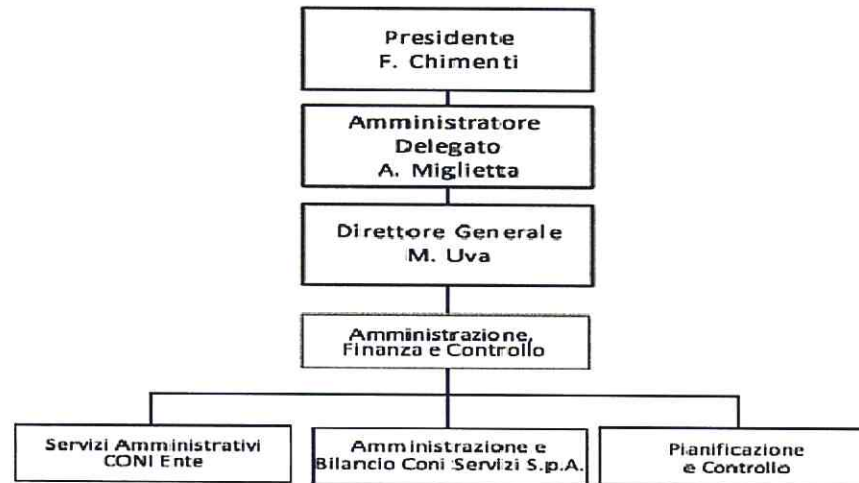 Presidente
F. Chimenti
Amministratore
Delegato
A. Miglietta
Direttore Generale
M. Uva
Amministrazione,
Finanza e Controllo
Servizi Amministrativi
CONI Ente
Amministrazione e
Bilancio Coni Servizi S.p.A.
Pianificazione
e Controllo